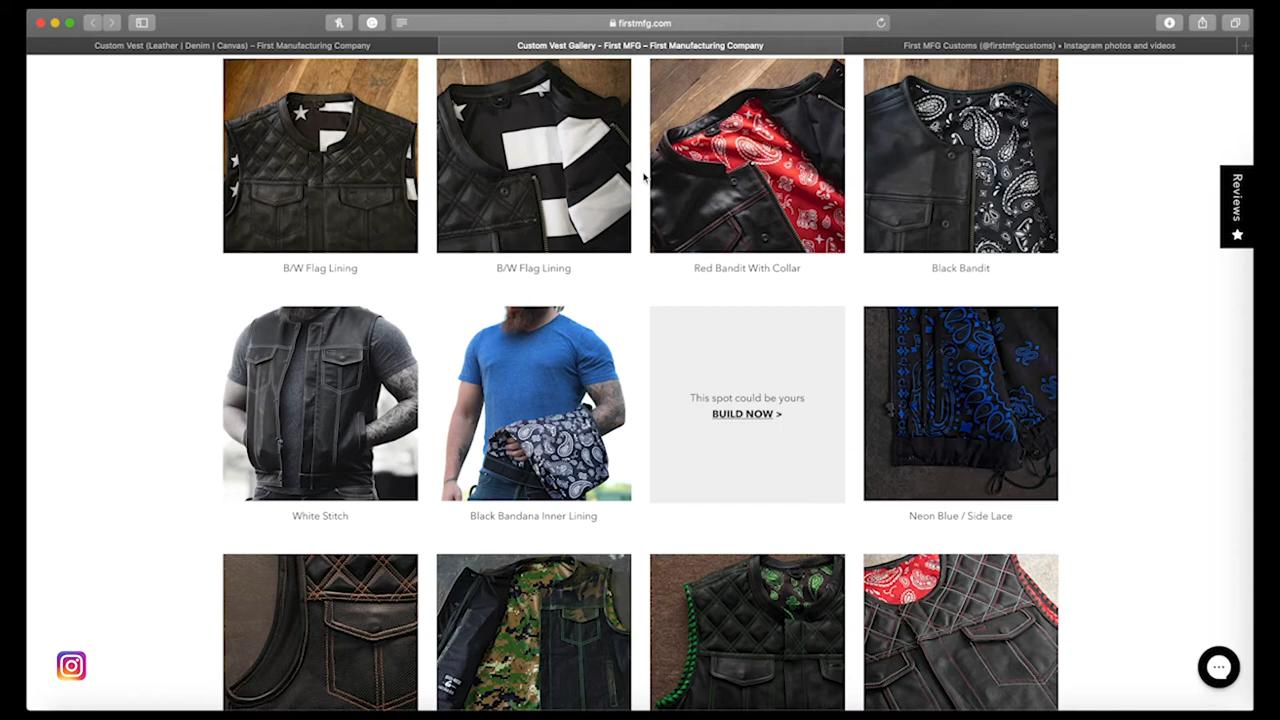 firstmfg.com
Custom Vest (Leather | Denim | Canvas) – First Manufacturing Company
Custom Vest Gallery - First MFG – First Manufacturing Company
First MFG Customs (@firstmfgcustoms) • Instagram photos and videos
Reviews
B/W Flag Lining
B/W Flag Lining
Red Bandit With Collar
Black Bandit
This spot could be yours
BUILD NOW >
White Stitch
Black Bandana Inner Lining
Neon Blue / Side Lace